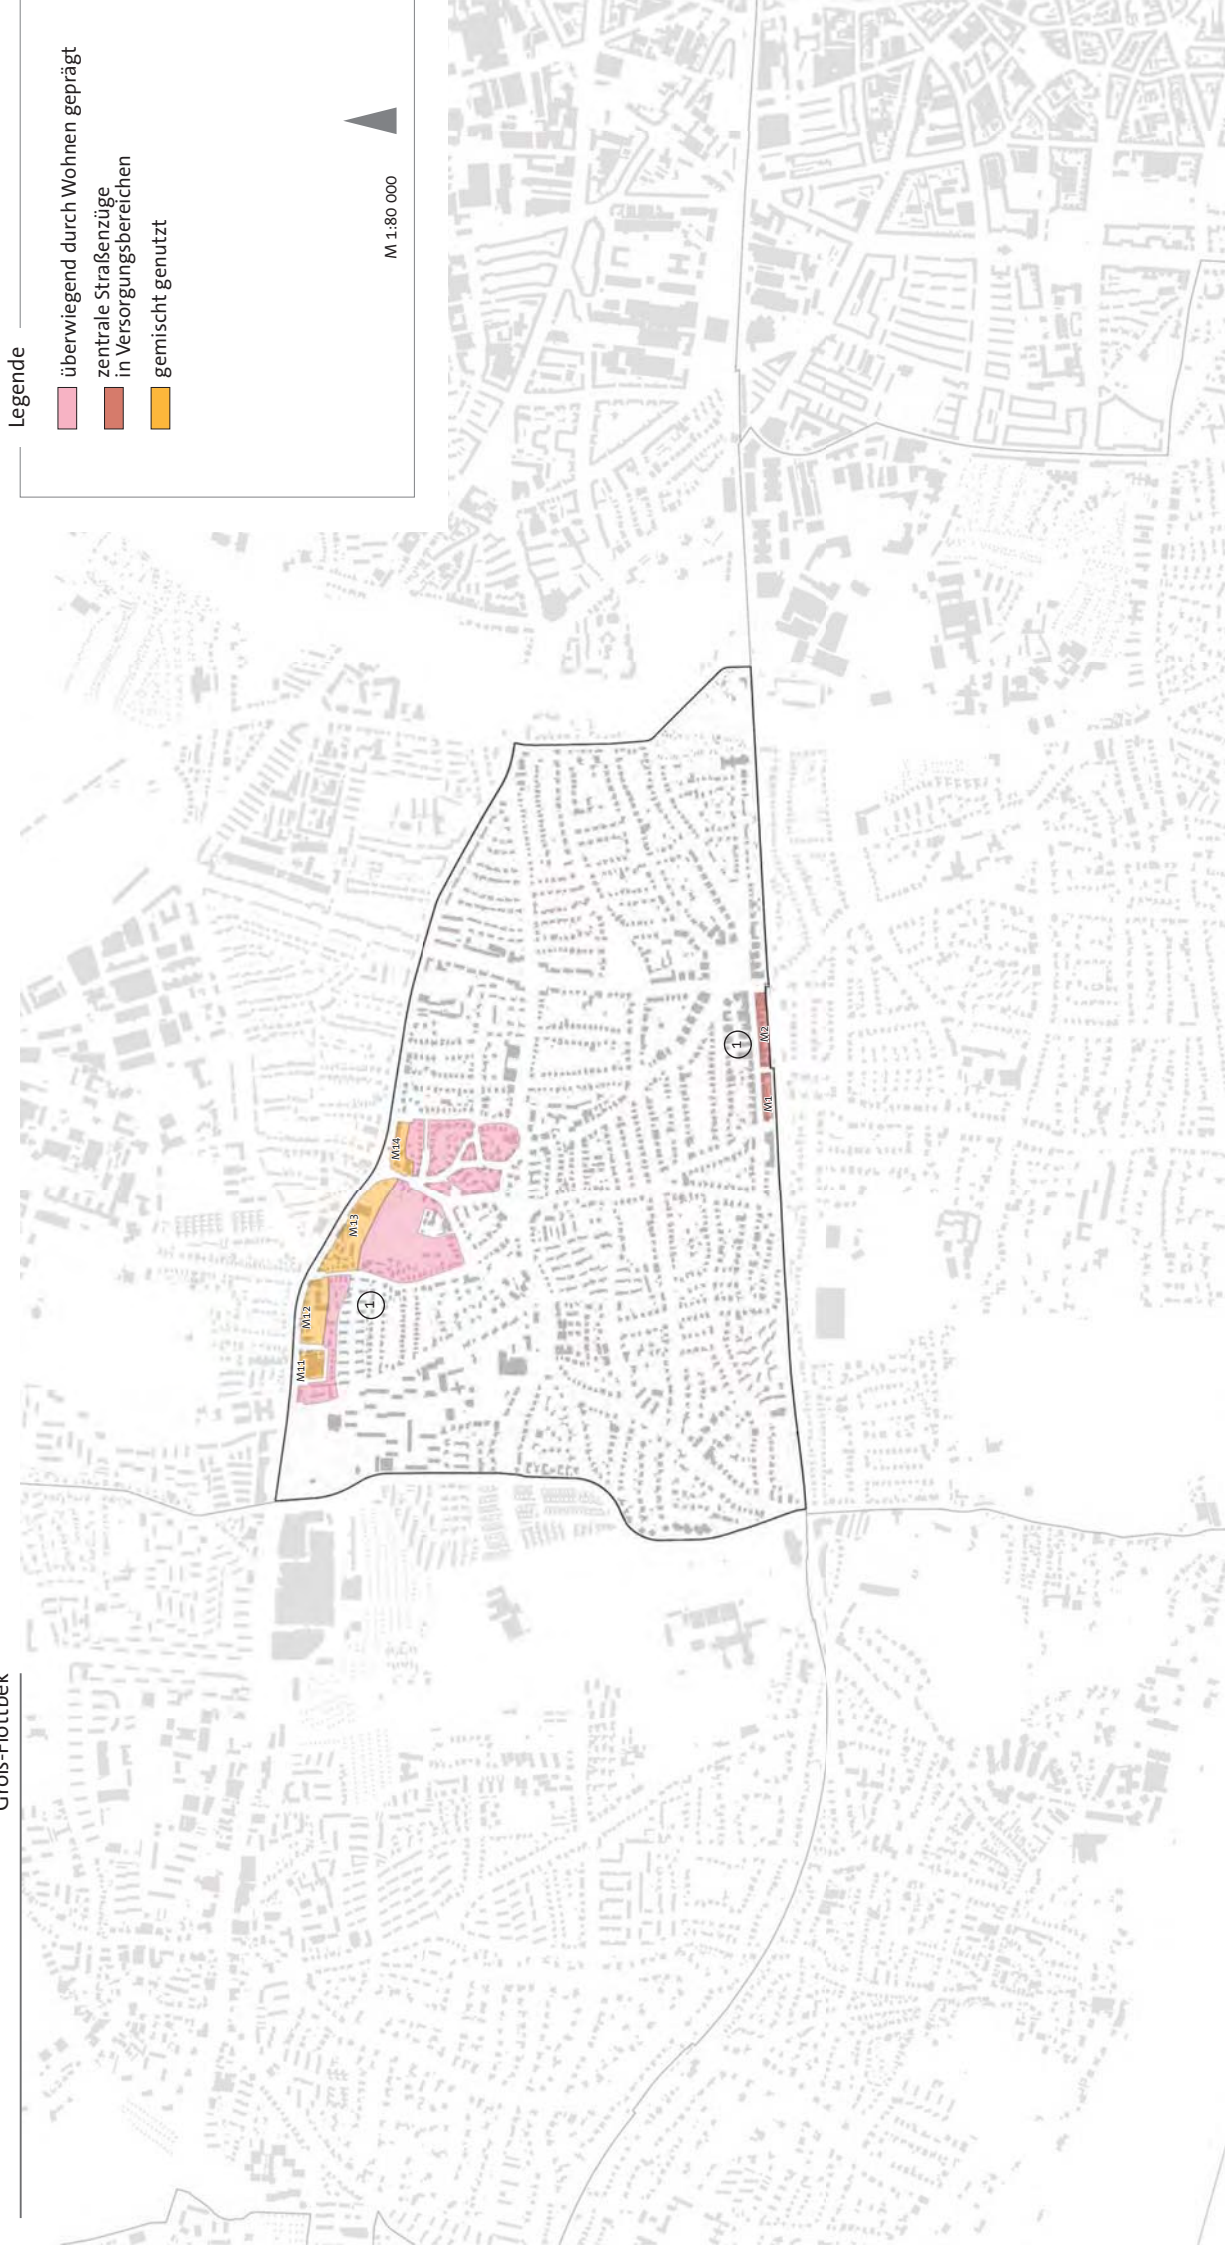 Groß-Flottbek
Legende
überwiegend durch Wohnen geprägt
zentrale Straßenzüge
in Versorgungsbereichen
gemischt genutzt
M 1:80 000
M11
M12
M13
M14
1
1
M1
M2